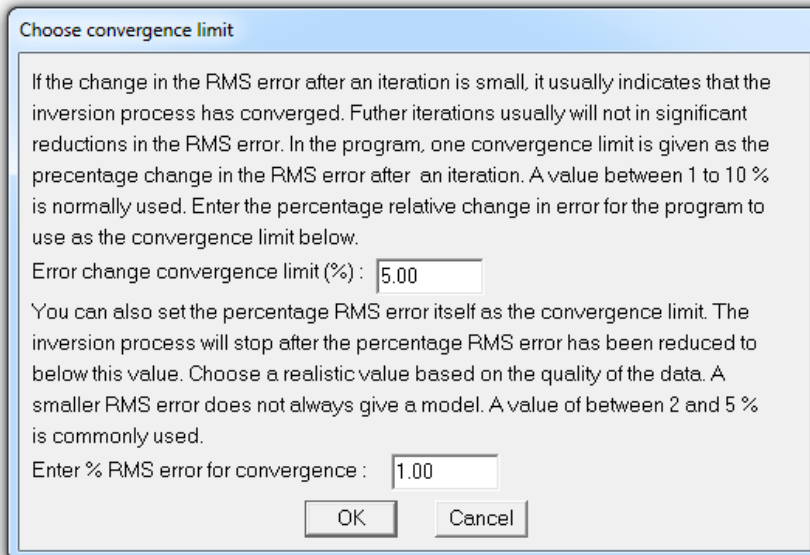 Choose convergence limit
If the change in the RMS error after an iteration is small, it usually indicates that the
inversion process has converged. Futher iterations usually will not in significant
reductions in the RMS error. In the program, one convergence limit is given as the
precentage change in the RMS error after an iteration. A value between 1 to 10 %
is normally used. Enter the percentage relative change in error for the program to
use as the convergence limit below.
Error change convergence limit (%) : 5.00
You can also set the percentage RMS error itself as the convergence limit. The
inversion process will stop after the percentage RMS error has been reduced to
below this value. Choose a realistic value based on the quality of the data. A
smaller RMS error does not always give a model. A value of between 2 and 5 %
is commonly used.
Enter % RMS error for convergence : 1.00
OK Cancel